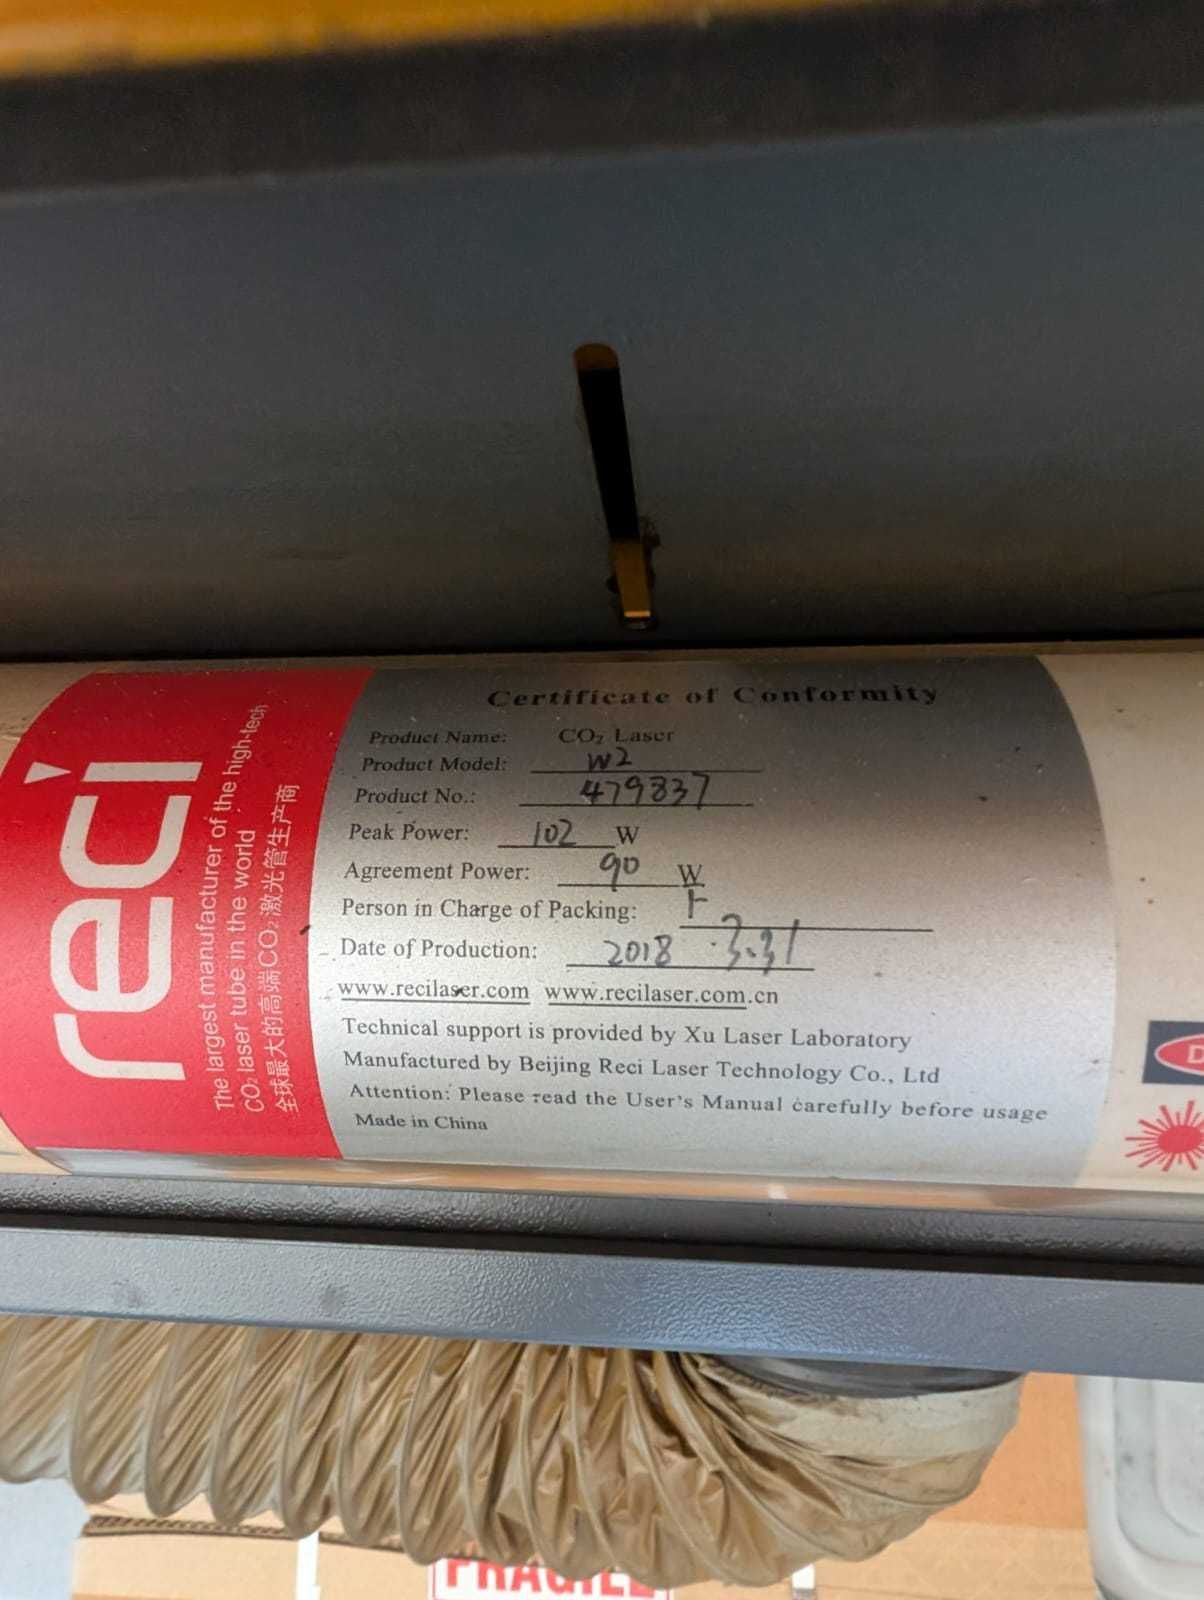 reci
The largest manufacturer of the high-tech
CO₂ laser tube in the world
全球最大的高端CO₂激光管生产商
Certificate of Conformity
Product Name: CO₂ Laser
Product Model: W2
Product No.: 479837
Peak Power: 102 W
Agreement Power: 90 W
Person in Charge of Packing:
Date of Production: 2018 .3.31
www.recilaser.com www.recilaser.com.cn
Technical support is provided by Xu Laser Laboratory
Manufactured by Beijing Reci Laser Technology Co., Ltd
Attention: Please read the User's Manual carefully before usage
Made in China
D
FRAGILE